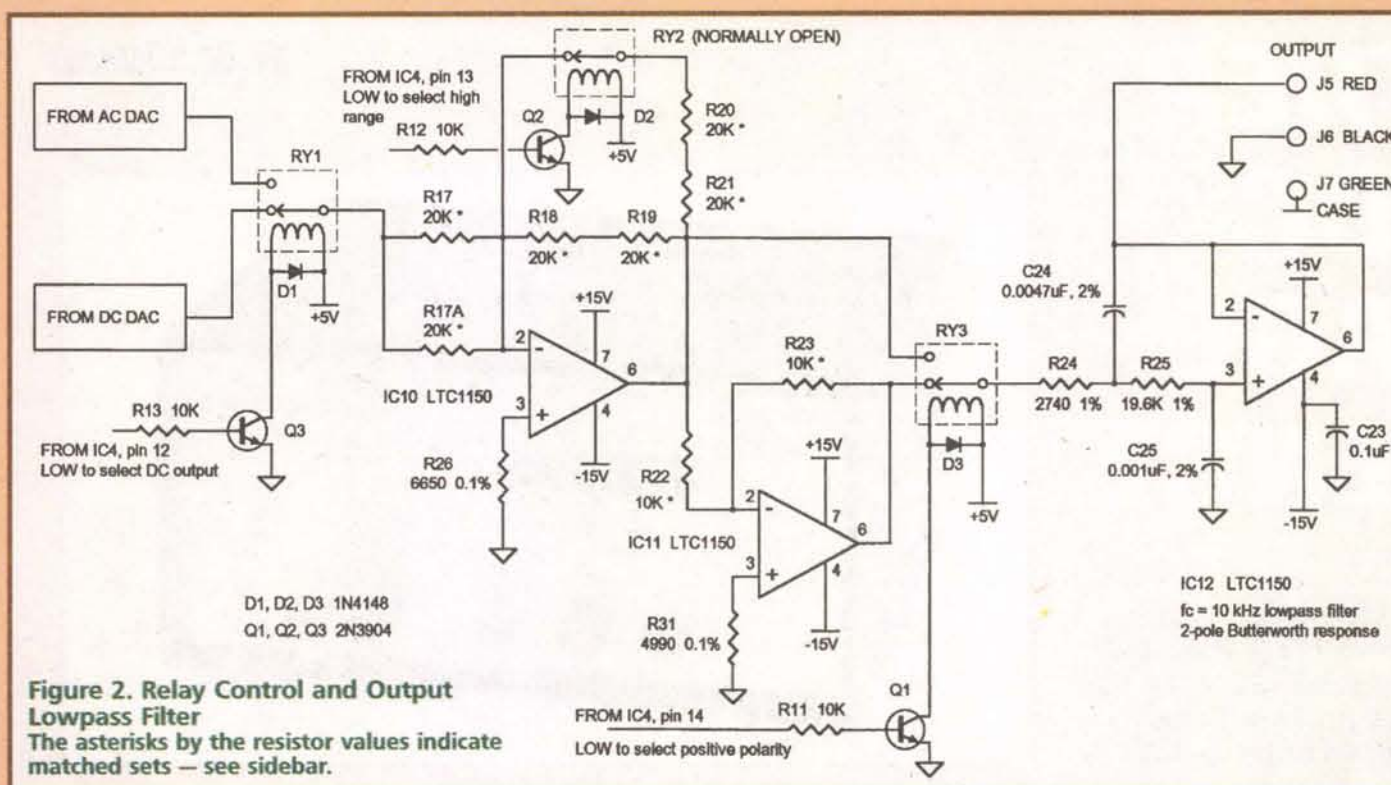 RY2 (NORMALLY OPEN)
OUTPUT
FROM IC4, pin 13
LOW to select high
range
R12 10K
Q2
D2
+5V
R20
20K *
R21
20K *
J5 RED
J6 BLACK
J7 GREEN
CASE
FROM AC DAC
RY1
FROM DC DAC
D1
+5V
R17
20K *
R18
20K *
R19
20K *
R17A
20K *
+15V
2
-
7
6
3
+
4
-15V
IC10 LTC1150
R26
6650 0.1%
R13 10K
Q3
FROM IC4, pin 12
LOW to select DC output
R22
10K *
R23
10K *
+15V
2
-
7
6
3
+
4
-15V
IC11 LTC1150
R31
4990 0.1%
RY3
D3
+5V
C24
0.0047uF, 2%
R24
2740 1%
R25
19.6K 1%
C25
0.001uF, 2%
+15V
2
-
7
6
3
+
4
C23
0.1uF
-15V
IC12 LTC1150
fc = 10 kHz lowpass filter
2-pole Butterworth response
D1, D2, D3 1N4148
Q1, Q2, Q3 2N3904
Q1
FROM IC4, pin 14
R11 10K
LOW to select positive polarity
Figure 2. Relay Control and Output
Lowpass Filter
The asterisks by the resistor values indicate
matched sets — see sidebar.